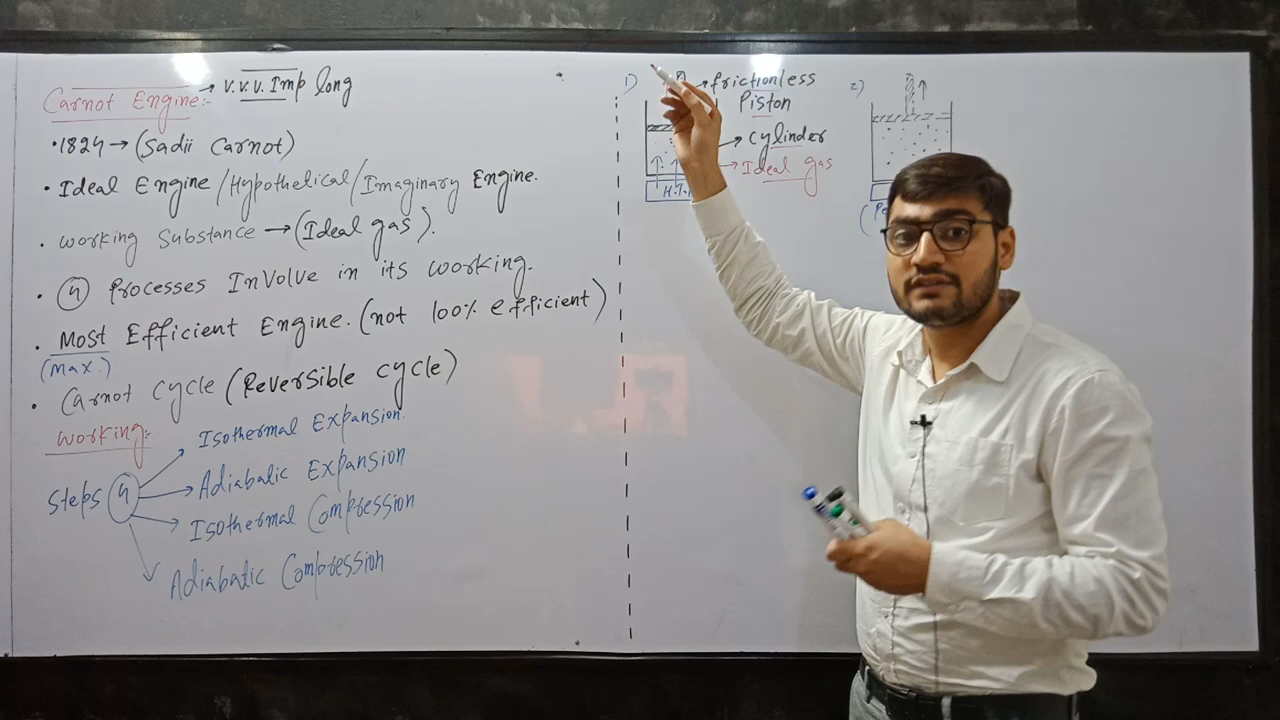 Carnot Engine:- → v.v.v. Imp long
• 1824 → (Sadii Carnot)
• Ideal Engine/Hypothetical/Imaginary Engine.
• Working Substance → (Ideal gas).
• 4 Processes InVolve in its working.
• Most Efficient Engine. (not 100% efficient)
(Max.)
• Carnot Cycle (Reversible cycle)
Working:-
Steps 4
Isothermal Expansion.
→ Adiabatic Expansion
Isothermal Compression
Adiabatic Compression
1)
→ frictionless
Piston
→ cylinder
→ Ideal gas
2)